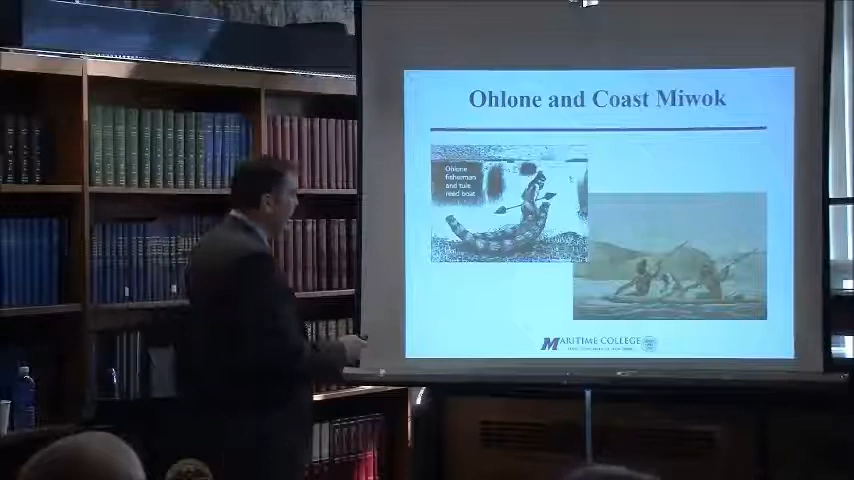 Ohlone and Coast Miwok
Ohlone
fisherman
and tule
reed boat
MARITIME COLLEGE